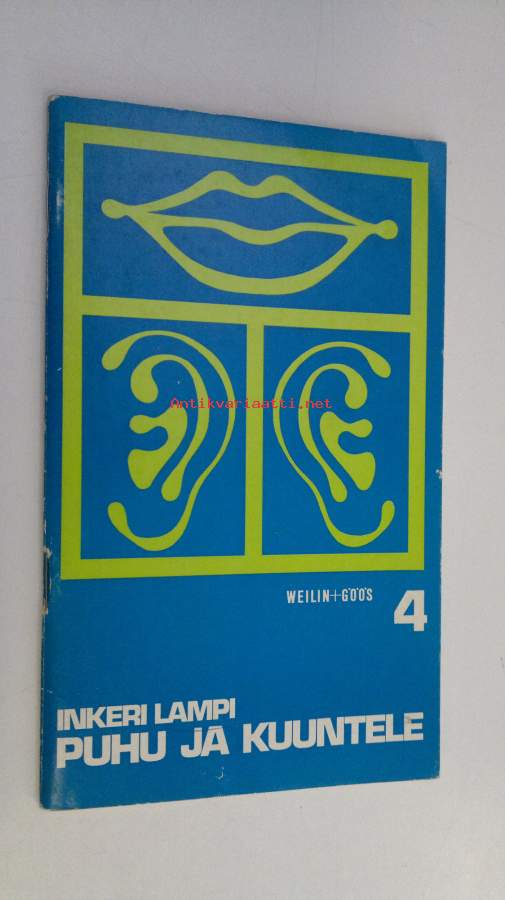 Antikvariaatti.net
WEILIN+GÖÖS
4
INKERI LAMPI
PUHU JA KUUNTELE